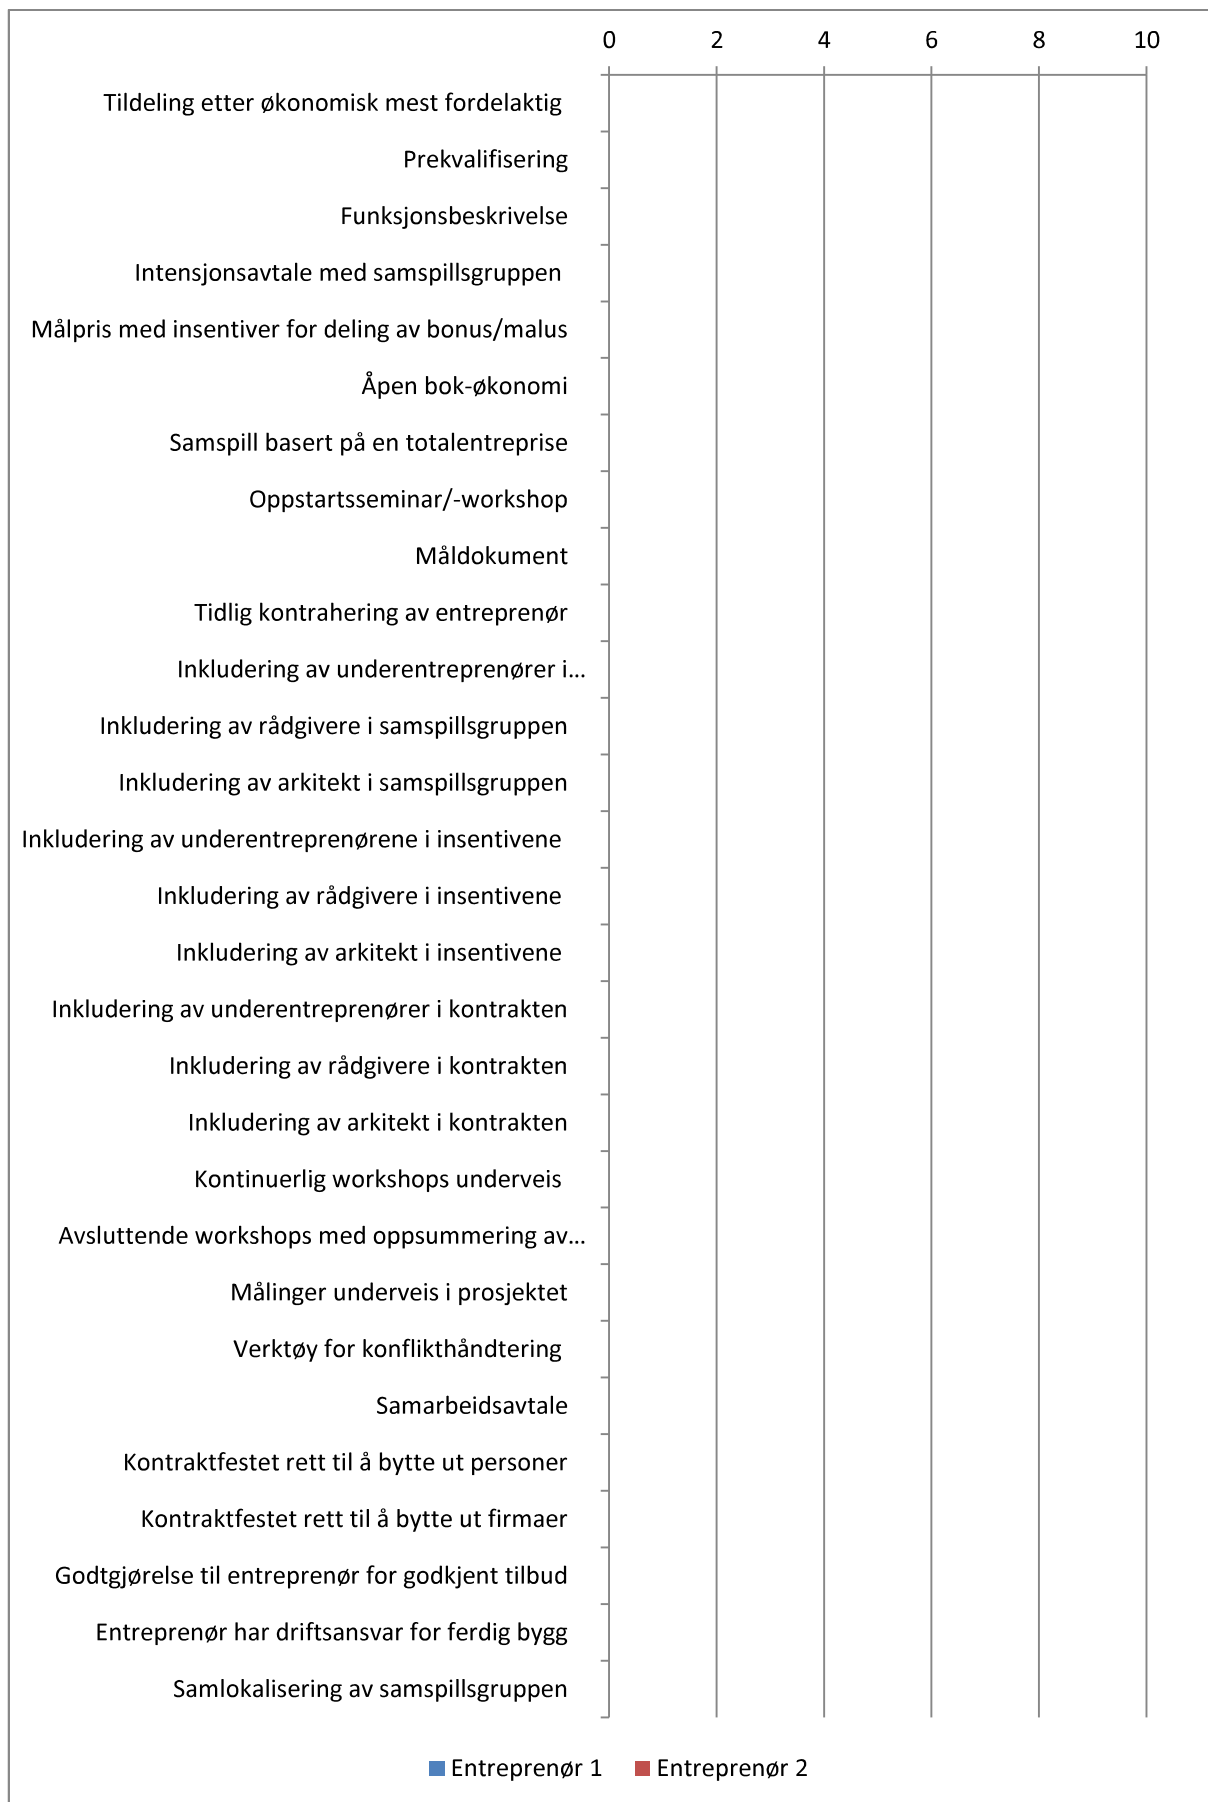 0 2 4 6 8 10
Tildeling etter økonomisk mest fordelaktig
Prekvalifisering
Funksjonsbeskrivelse
Intensjonsavtale med samspillsgruppen
Målpris med insentiver for deling av bonus/malus
Åpen bok-økonomi
Samspill basert på en totalentreprise
Oppstartsseminar/-workshop
Måldokument
Tidlig kontrahering av entreprenør
Inkludering av underentreprenører i...
Inkludering av rådgivere i samspillsgruppen
Inkludering av arkitekt i samspillsgruppen
Inkludering av underentreprenørene i insentivene
Inkludering av rådgivere i insentivene
Inkludering av arkitekt i insentivene
Inkludering av underentreprenører i kontrakten
Inkludering av rådgivere i kontrakten
Inkludering av arkitekt i kontrakten
Kontinuerlig workshops underveis
Avsluttende workshops med oppsummering av...
Målinger underveis i prosjektet
Verktøy for konflikthåndtering
Samarbeidsavtale
Kontraktfestet rett til å bytte ut personer
Kontraktfestet rett til å bytte ut firmaer
Godtgjørelse til entreprenør for godkjent tilbud
Entreprenør har driftsansvar for ferdig bygg
Samlokalisering av samspillsgruppen
Entreprenør 1 Entreprenør 2